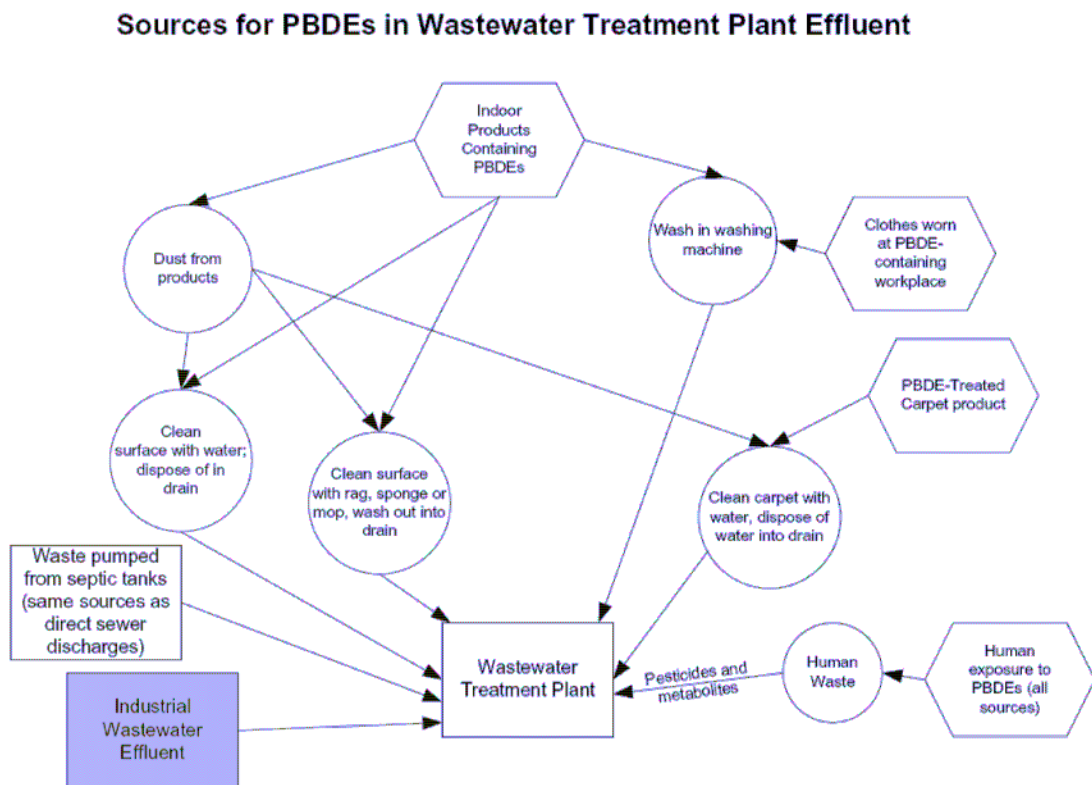 Sources for PBDEs in Wastewater Treatment Plant Effluent
Indoor
Products
Containing
PBDEs
Dust from
products
Wash in washing
machine
Clothes worn
at PBDE-
containing
workplace
PBDE-Treated
Carpet product
Clean
surface with water;
dispose of in
drain
Clean surface
with rag, sponge or
mop, wash out into
drain
Clean carpet with
water, dispose of
water into drain
Waste pumped
from septic tanks
(same sources as
direct sewer
discharges)
Wastewater
Treatment Plant
Pesticides and
metabolites
Human
Waste
Human
exposure to
PBDEs (all
sources)
Industrial
Wastewater
Effluent